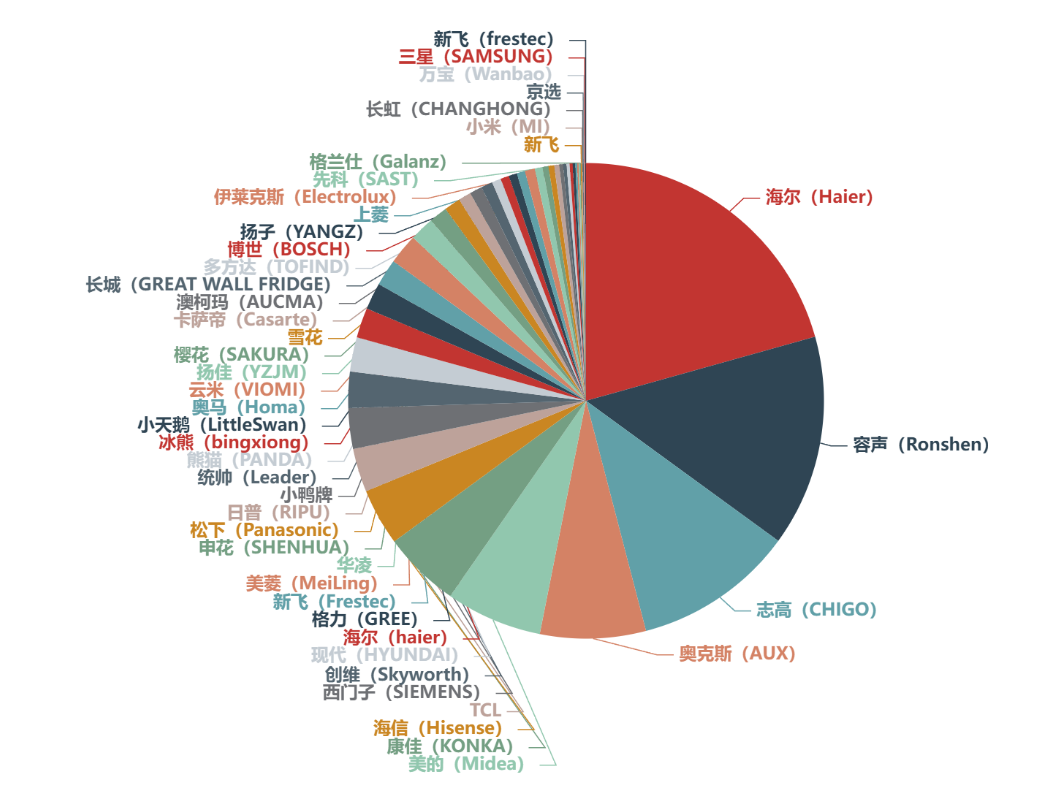 新飞（frestec）
三星（SAMSUNG）
万宝（Wanbao）
京选
长虹（CHANGHONG）
小米（MI）
新飞
格兰仕（Galanz）
先科（SAST）
伊莱克斯（Electrolux）
海尔（Haier）
上菱
扬子（YANGZ）
博世（BOSCH）
多方达（TOFIND）
长城（GREAT WALL FRIDGE）
澳柯玛（AUCMA）
卡萨帝（Casarte）
雪花
樱花（SAKURA）
扬佳（YZJM）
云米（VIOMI）
奥马（Homa）
小天鹅（LittleSwan）
冰熊（bingxiong）
容声（Ronshen）
熊猫（PANDA）
统帅（Leader）
小鸭牌
日普（RIPU）
松下（Panasonic）
申花（SHENHUA）
华凌
美菱（MeiLing）
新飞（Frestec）
志高（CHIGO）
格力（GREE）
海尔（haier）
现代（HYUNDAI）
奥克斯（AUX）
创维（Skyworth）
西门子（SIEMENS）
TCL
海信（Hisense）
康佳（KONKA）
美的（Midea）